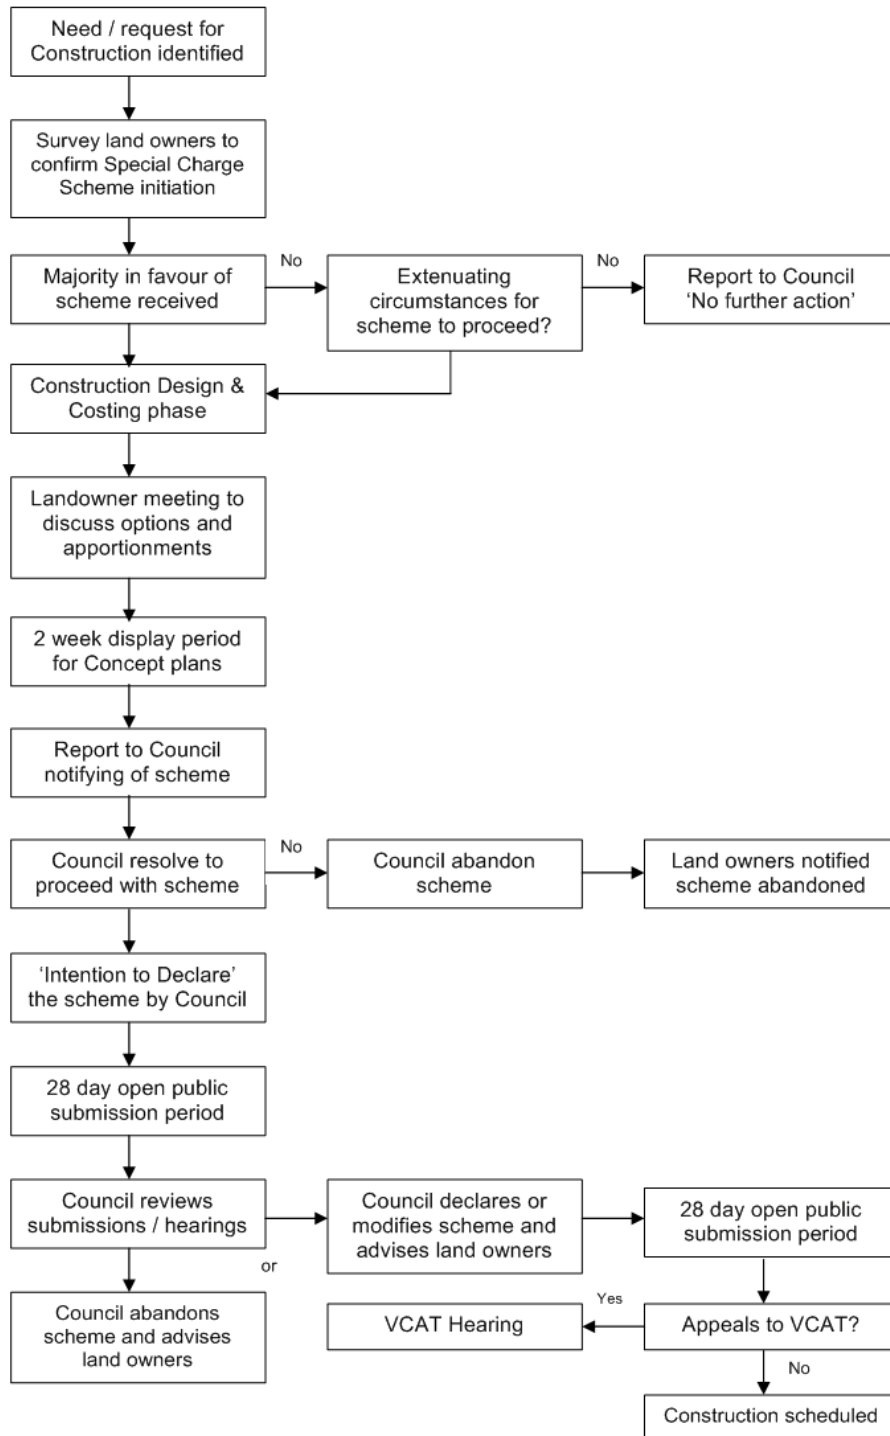 Need / request for
Construction identified
Survey land owners to
confirm Special Charge
Scheme initiation
Majority in favour of
scheme received
No
Extenuating
circumstances for
scheme to proceed?
No
Report to Council
‘No further action’
Construction Design &
Costing phase
Landowner meeting to
discuss options and
apportionments
2 week display period
for Concept plans
Report to Council
notifying of scheme
Council resolve to
proceed with scheme
No
Council abandon
scheme
Land owners notified
scheme abandoned
‘Intention to Declare’
the scheme by Council
28 day open public
submission period
Council reviews
submissions / hearings
or
Council declares or
modifies scheme and
advises land owners
28 day open public
submission period
Council abandons
scheme and advises
land owners
VCAT Hearing
Yes
Appeals to VCAT?
No
Construction scheduled